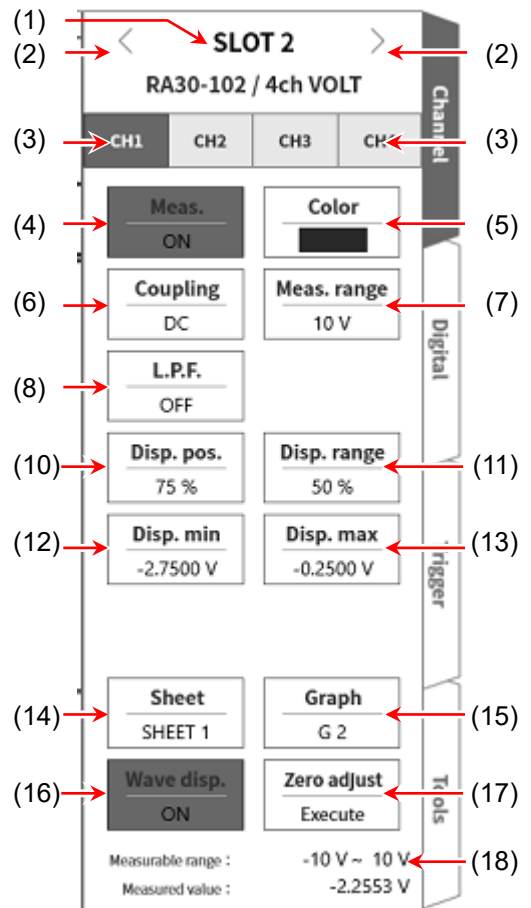 (1)
(2) < SLOT 2 > (2)
RA30-102 / 4ch VOLT
Channel
(3) CH1 CH2 CH3 CH4 (3)
(4) Meas. Color (5)
ON
(6) Coupling Meas. range (7)
DC 10 V
Digital
(8) L.P.F.
OFF
(10) Disp. pos. Disp. range (11)
75 % 50 %
(12) Disp. min Disp. max (13)
-2.7500 V -0.2500 V
Trigger
(14) Sheet Graph (15)
SHEET 1 G 2
(16) Wave disp. Zero adjust (17)
ON Execute
Tools
Measurable range : -10 V ~ 10 V (18)
Measured value : -2.2553 V